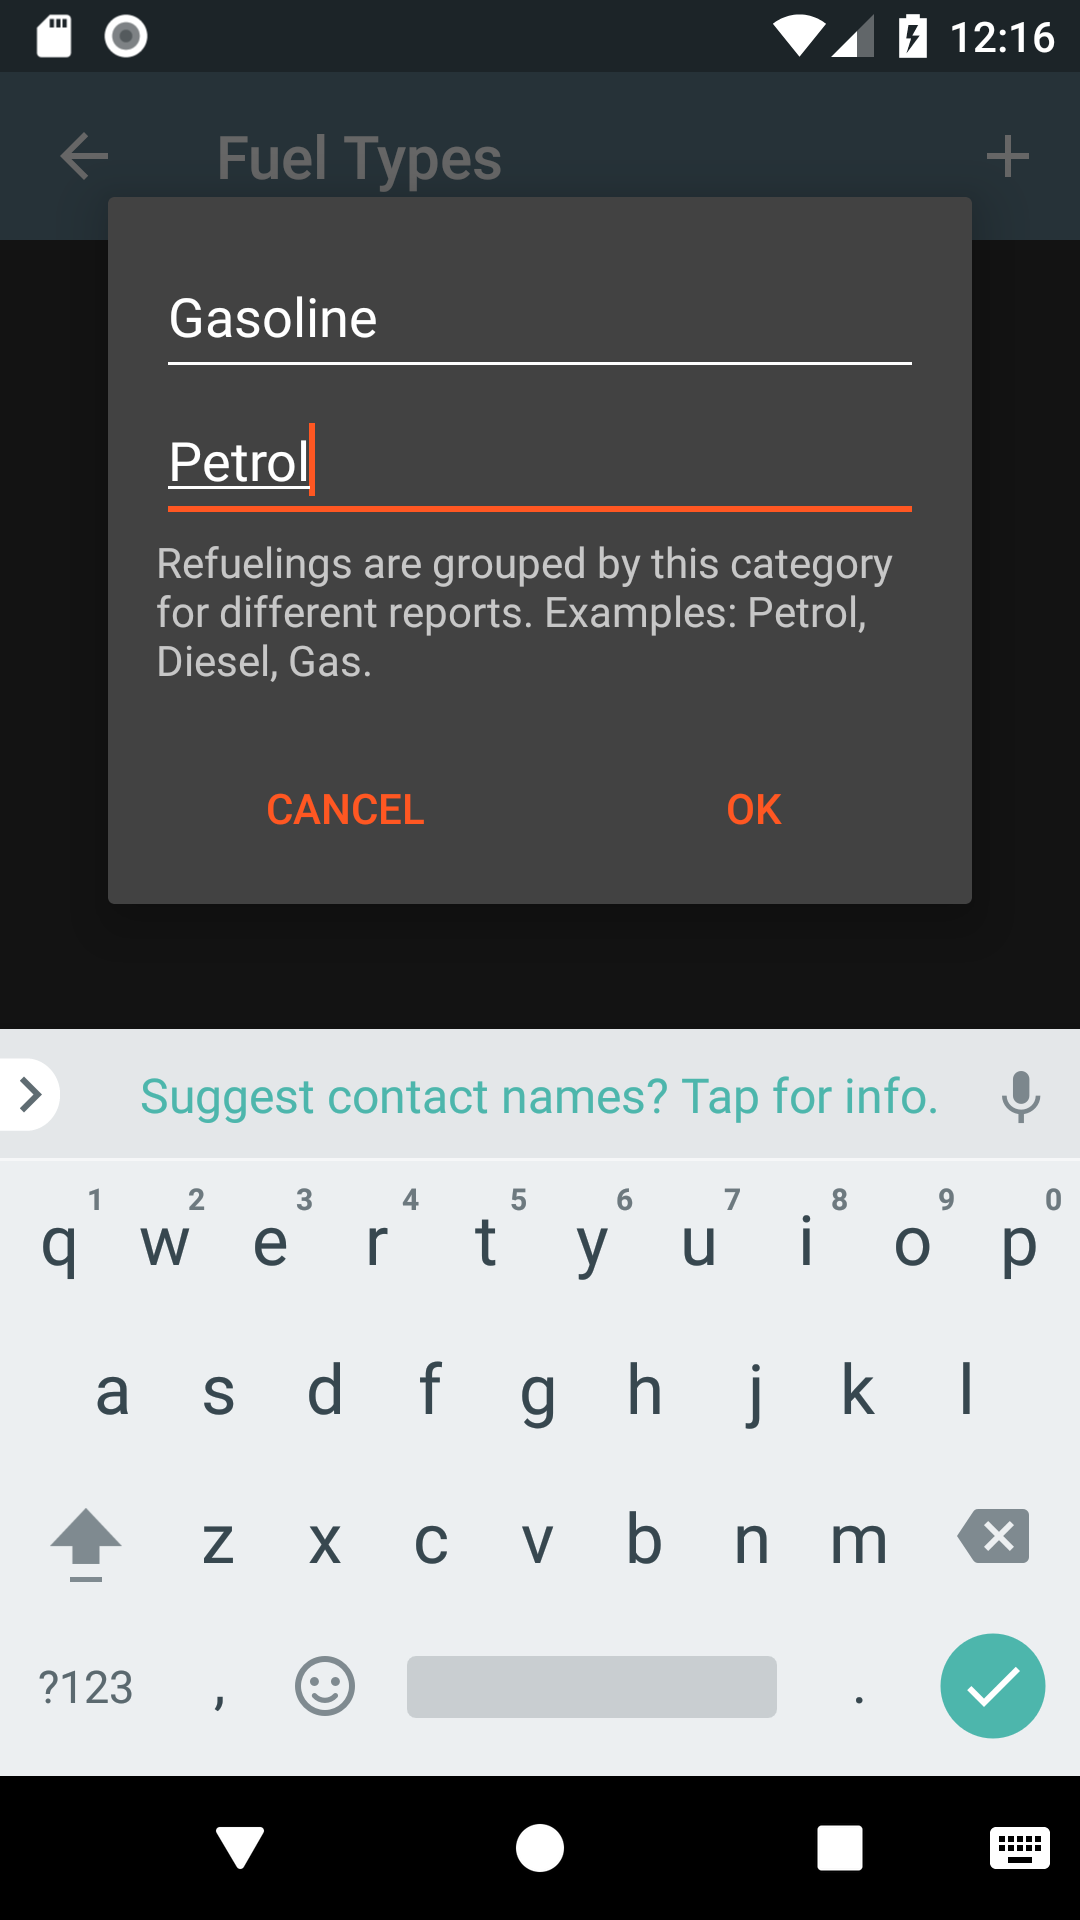 12:16
Fuel Types
Gasoline
Petrol
Refuelings are grouped by this category
for different reports. Examples: Petrol,
Diesel, Gas.
CANCEL OK
Suggest contact names? Tap for info.
1 2 3 4 5 6 7 8 9 0
q w e r t y u i o p
a s d f g h j k l
z x c v b n m
?123 , .